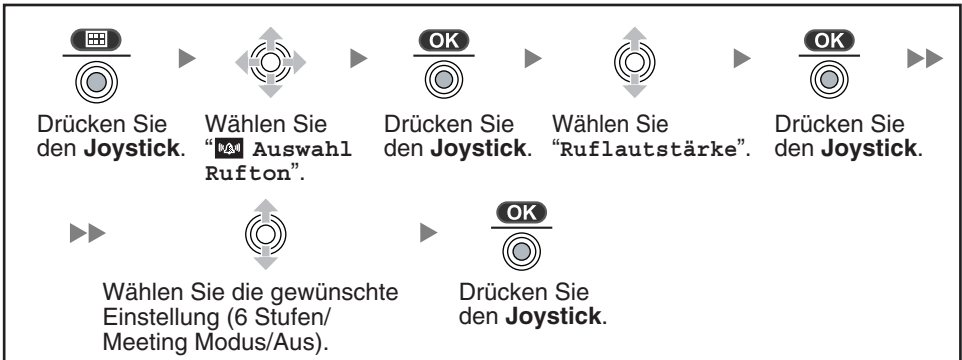 OK
OK
Drücken Sie
den Joystick.
Wählen Sie
“ Auswahl
Rufton”.
Drücken Sie
den Joystick.
Wählen Sie
“Ruflautstärke”.
Drücken Sie
den Joystick.
OK
Wählen Sie die gewünschte
Einstellung (6 Stufen/
Meeting Modus/Aus).
Drücken Sie
den Joystick.